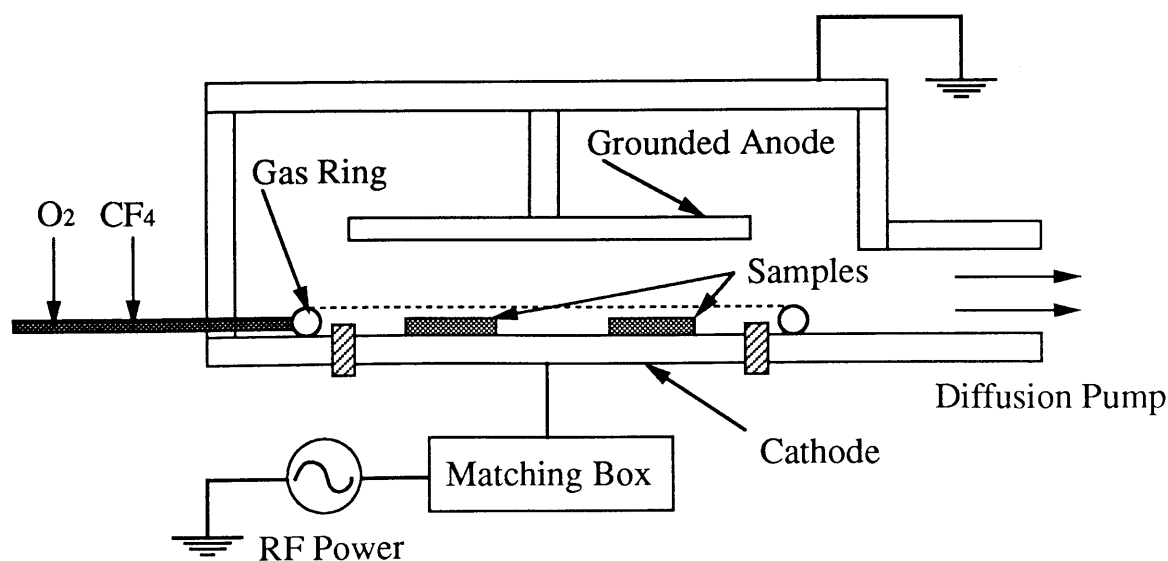 Grounded Anode
Gas Ring
O2 CF4
Samples
Diffusion Pump
Cathode
Matching Box
RF Power